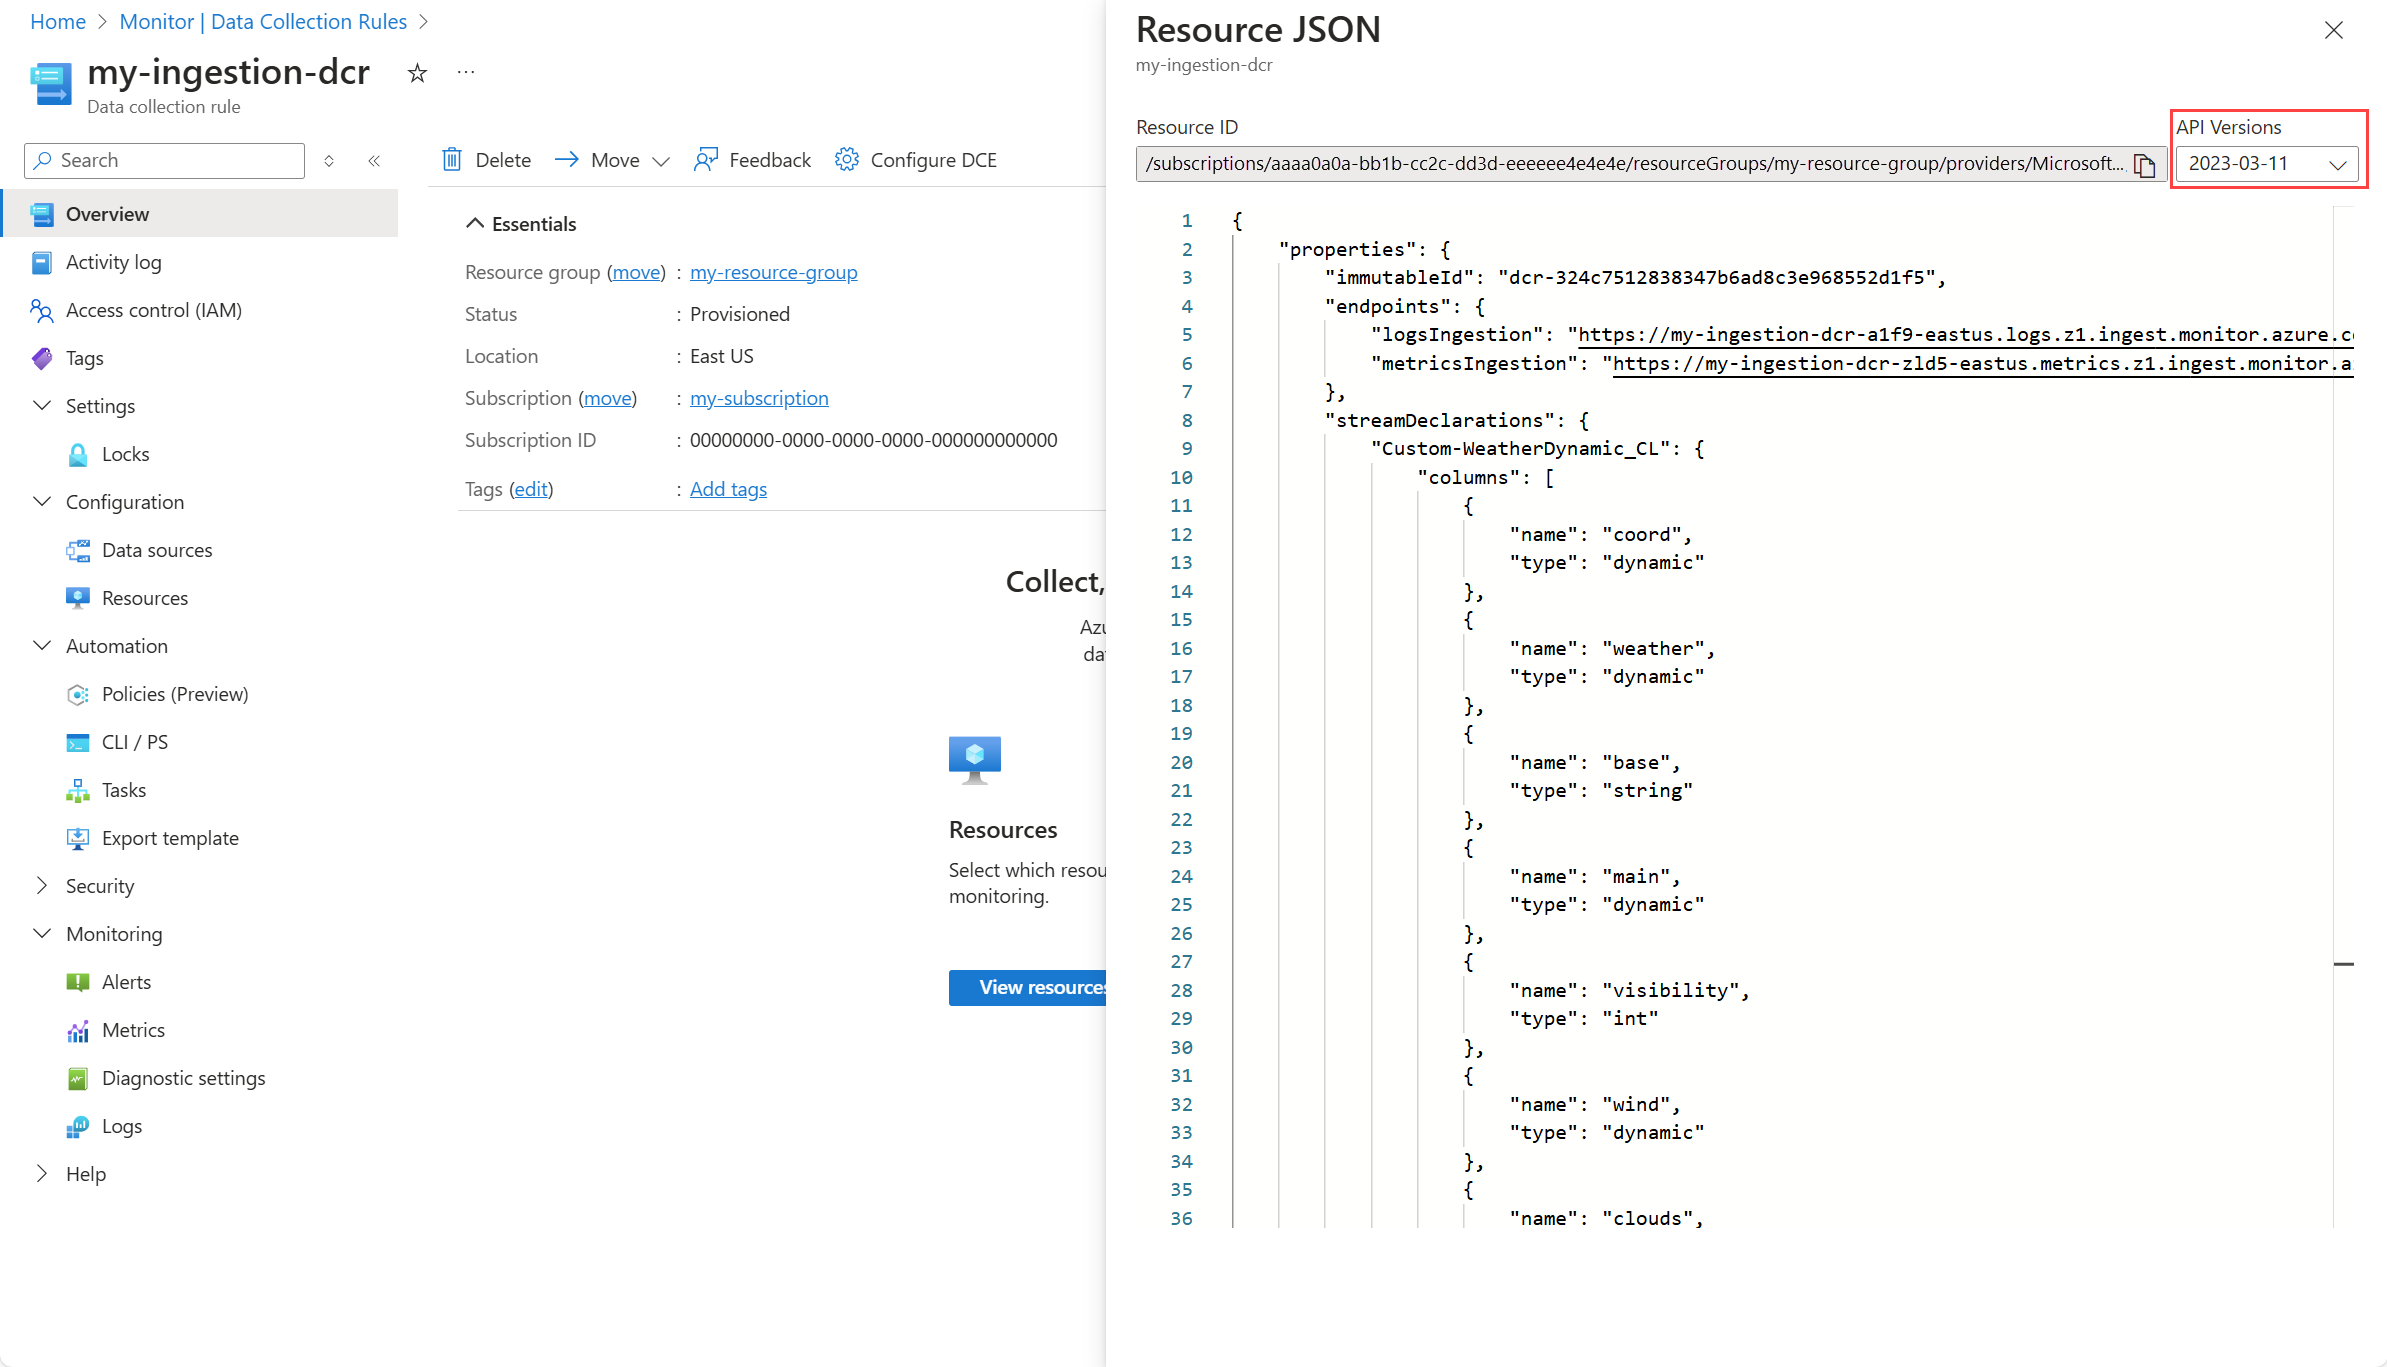 Home > Monitor | Data Collection Rules >
my-ingestion-dcr
Data collection rule
Search
Overview
Activity log
Access control (IAM)
Tags
Settings
Locks
Configuration
Data sources
Resources
Automation
Policies (Preview)
CLI / PS
Tasks
Export template
Security
Monitoring
Alerts
Metrics
Diagnostic settings
Logs
Help
Delete Move Feedback Configure DCE
Essentials
Resource group (move) : my-resource-group
Status : Provisioned
Location : East US
Subscription (move) : my-subscription
Subscription ID : 00000000-0000-0000-0000-000000000000
Tags (edit) : Add tags
Collect,
Resources
Select which resou
monitoring.
View resources
Resource JSON
my-ingestion-dcr
Resource ID
/subscriptions/aaaa0a0a-bb1b-cc2c-dd3d-eeeeee4e4e4e/resourceGroups/my-resource-group/providers/Microsoft...
API Versions
2023-03-11
1 {
2 "properties": {
3 "immutableId": "dcr-324c7512838347b6ad8c3e968552d1f5",
4 "endpoints": {
5 "logsIngestion": "https://my-ingestion-dcr-a1f9-eastus.logs.z1.ingest.monitor.azure.c
6 "metricsIngestion": "https://my-ingestion-dcr-zld5-eastus.metrics.z1.ingest.monitor.a
7 },
8 "streamDeclarations": {
9 "Custom-WeatherDynamic_CL": {
10 "columns": [
11 {
12 "name": "coord",
13 "type": "dynamic"
14 },
15 {
16 "name": "weather",
17 "type": "dynamic"
18 },
19 {
20 "name": "base",
21 "type": "string"
22 },
23 {
24 "name": "main",
25 "type": "dynamic"
26 },
27 {
28 "name": "visibility",
29 "type": "int"
30 },
31 {
32 "name": "wind",
33 "type": "dynamic"
34 },
35 {
36 "name": "clouds",